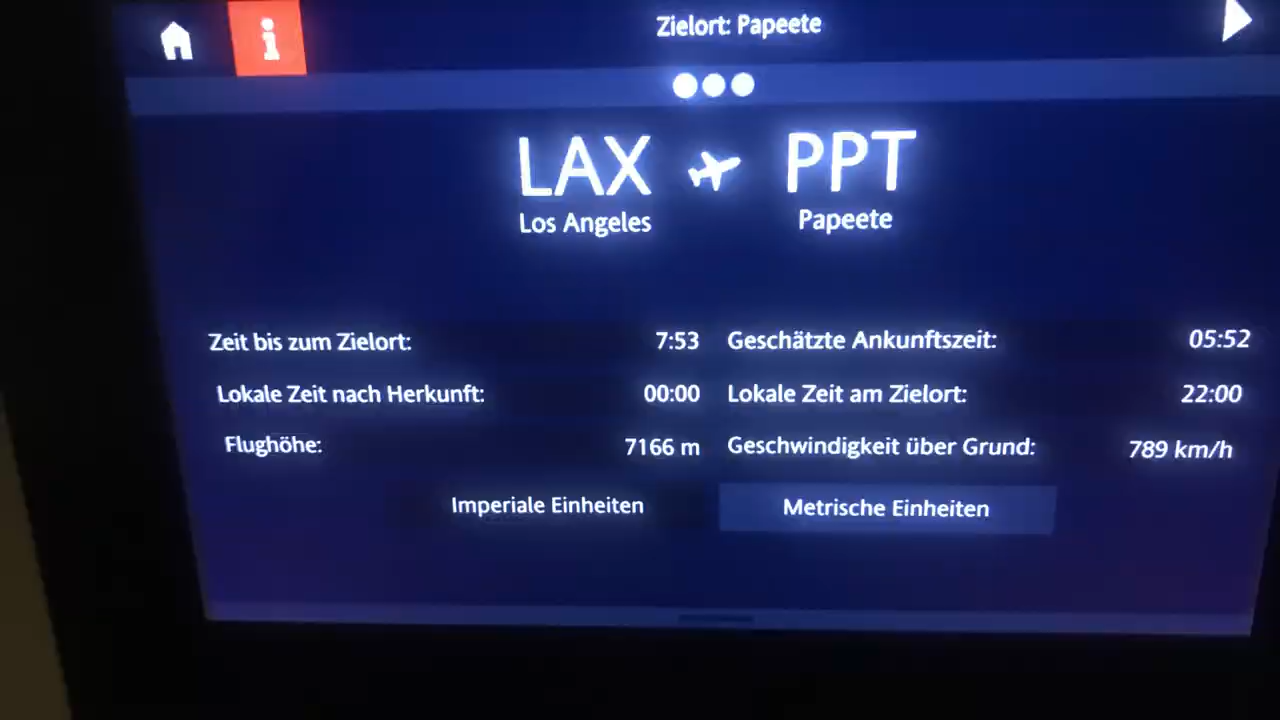 Zielort: Papeete
LAX PPT
Los Angeles Papeete
Zeit bis zum Zielort: 7:53 Geschätzte Ankunftszeit: 05:52
Lokale Zeit nach Herkunft: 00:00 Lokale Zeit am Zielort: 22:00
Flughöhe: 7166 m Geschwindigkeit über Grund: 789 km/h
Imperiale Einheiten Metrische Einheiten